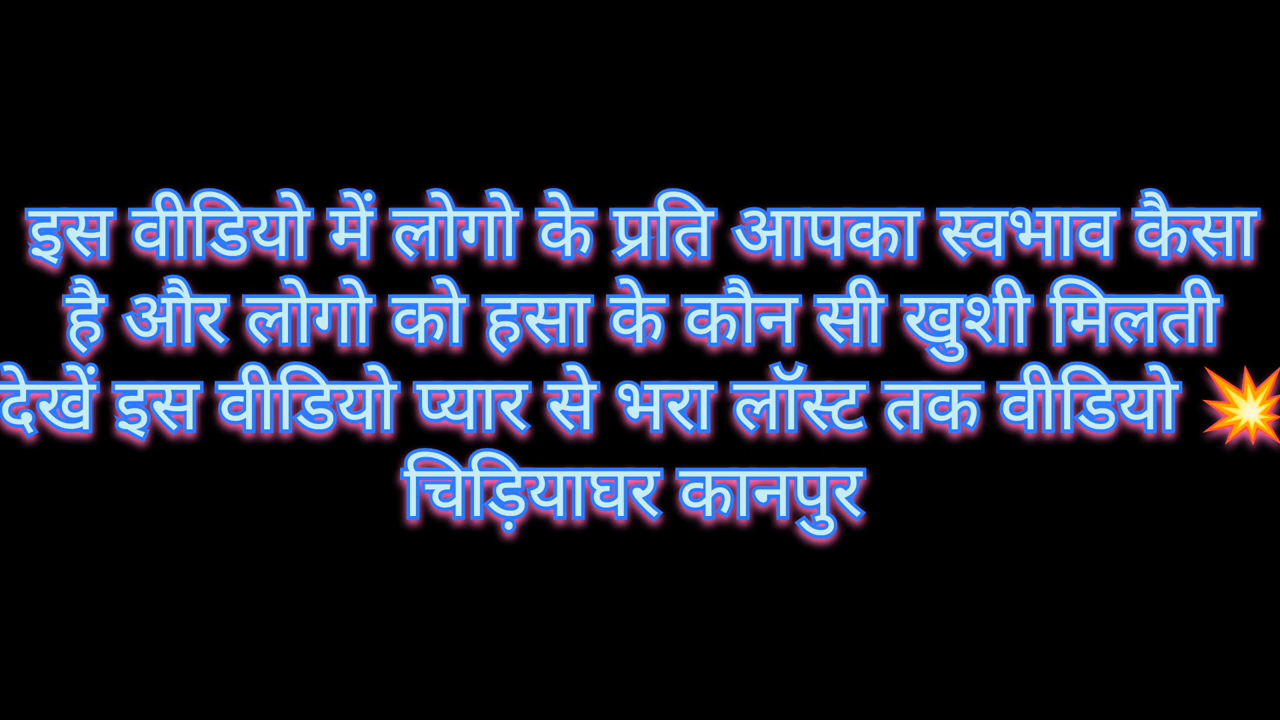 इस वीडियो में लोगो के प्रति आपका स्वभाव कैसा
है और लोगो को हसा के कौन सी खुशी मिलती
देखें इस वीडियो प्यार से भरा लॉस्ट तक वीडियो 💥
चिड़ियाघर कानपुर